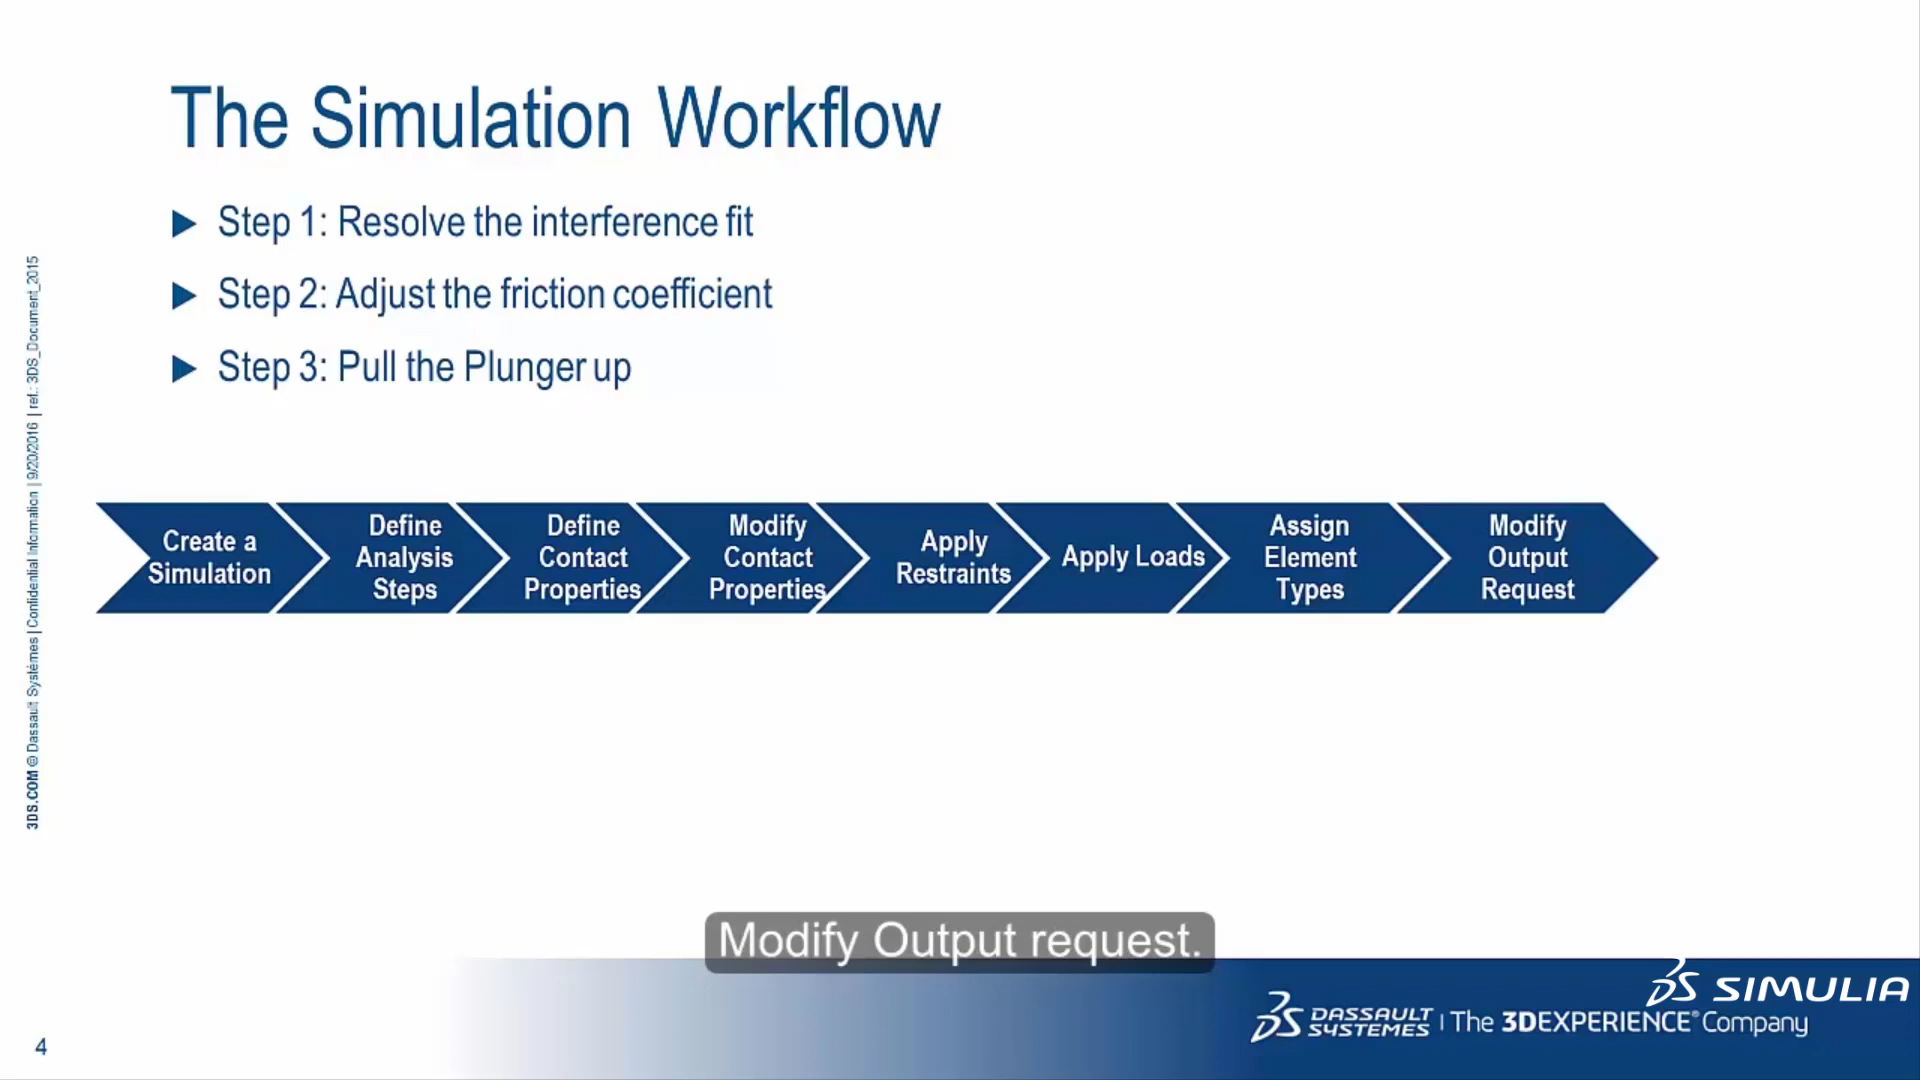 The Simulation Workflow
Step 1: Resolve the interference fit
Step 2: Adjust the friction coefficient
Step 3: Pull the Plunger up
3DS.COM © Dassault Systèmes | Confidential Information | 9/20/2016 | ref.: 3DS_Document_2015
Create a
Simulation
Define
Analysis
Steps
Define
Contact
Properties
Modify
Contact
Properties
Apply
Restraints
Apply Loads
Assign
Element
Types
Modify
Output
Request
Modify Output request.
SIMULIA
DASSAULT
SYSTEMES | The 3DEXPERIENCE® Company
4